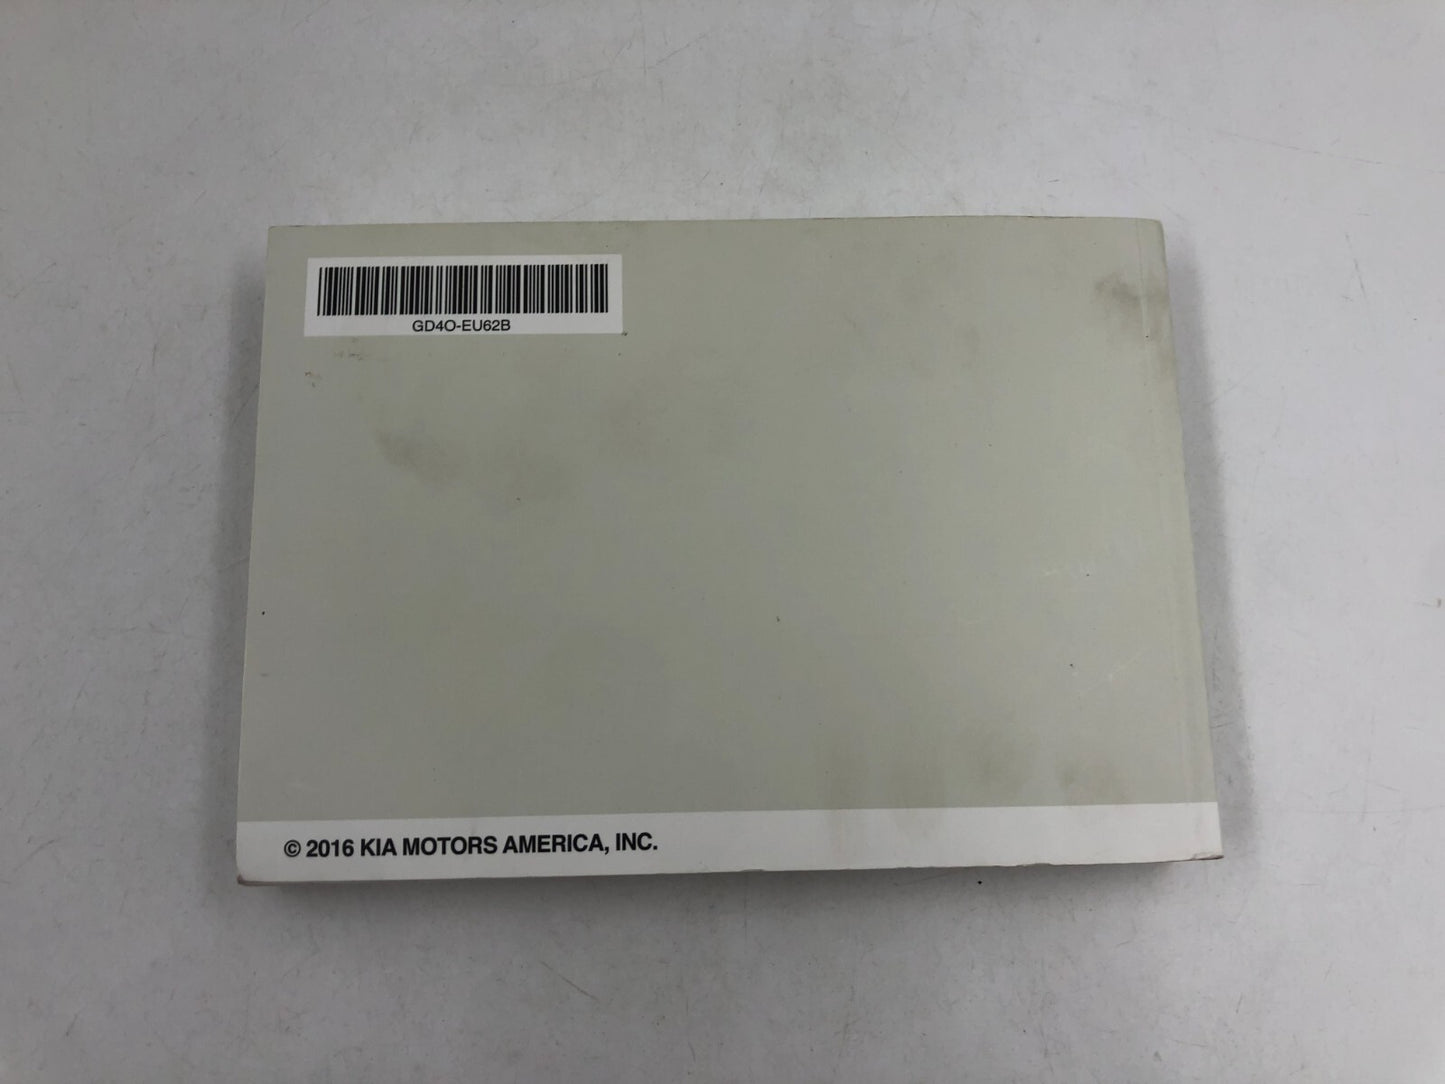 GD4O-EU62B
© 2016 KIA MOTORS AMERICA, INC.